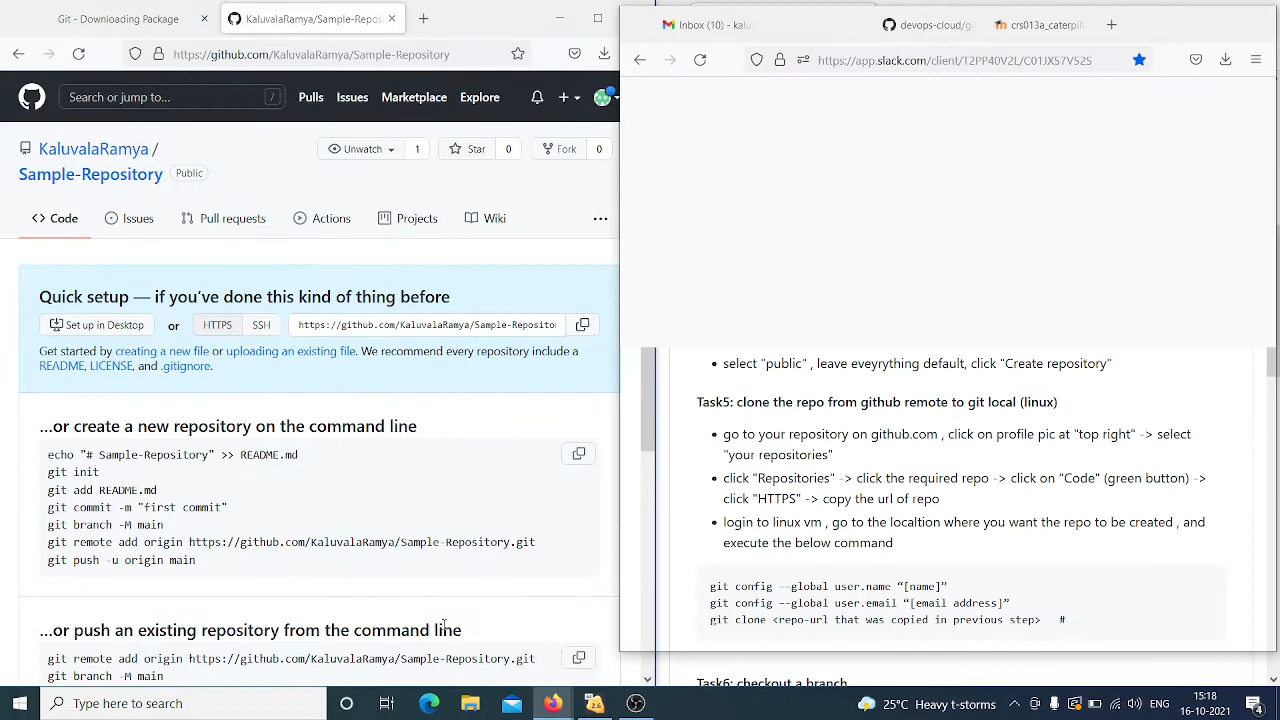 Git - Downloading Package
KaluvalaRamya/Sample-Repos
https://github.com/KaluvalaRamya/Sample-Repository
Search or jump to...
/
Pulls
Issues
Marketplace
Explore
KaluvalaRamya /
Sample-Repository
Public
Unwatch
1
Star
0
Fork
0
Code
Issues
Pull requests
Actions
Projects
Wiki
Quick setup — if you've done this kind of thing before
Set up in Desktop
or
HTTPS
SSH
https://github.com/KaluvalaRamya/Sample-Reposito
Get started by creating a new file or uploading an existing file. We recommend every repository include a
README, LICENSE, and .gitignore.
...or create a new repository on the command line
echo "# Sample-Repository" >> README.md
git init
git add README.md
git commit -m "first commit"
git branch -M main
git remote add origin https://github.com/KaluvalaRamya/Sample-Repository.git
git push -u origin main
...or push an existing repository from the command line
git remote add origin https://github.com/KaluvalaRamya/Sample-Repository.git
git branch -M main
Inbox (10) - kalu
devops-cloud/gi
crs013a_caterpill
https://app.slack.com/client/T2PP40V2L/C01JX57V52S
• select "public" , leave eveyrything default, click "Create repository"
Task5: clone the repo from github remote to git local (linux)
• go to your repository on github.com , click on profile pic at "top right" -> select
"your repositories"
• click "Repositories" -> click the required repo -> click on "Code" (green button) ->
click "HTTPS" -> copy the url of repo
• login to linux vm , go to the localtion where you want the repo to be created , and
execute the below command
git config --global user.name “[name]”
git config --global user.email “[email address]”
git clone <repo-url that was copied in previous step> #
Task6: checkout a branch
Type here to search
2.6
25°C Heavy t-storms
ENG
15:18
16-10-2021
4